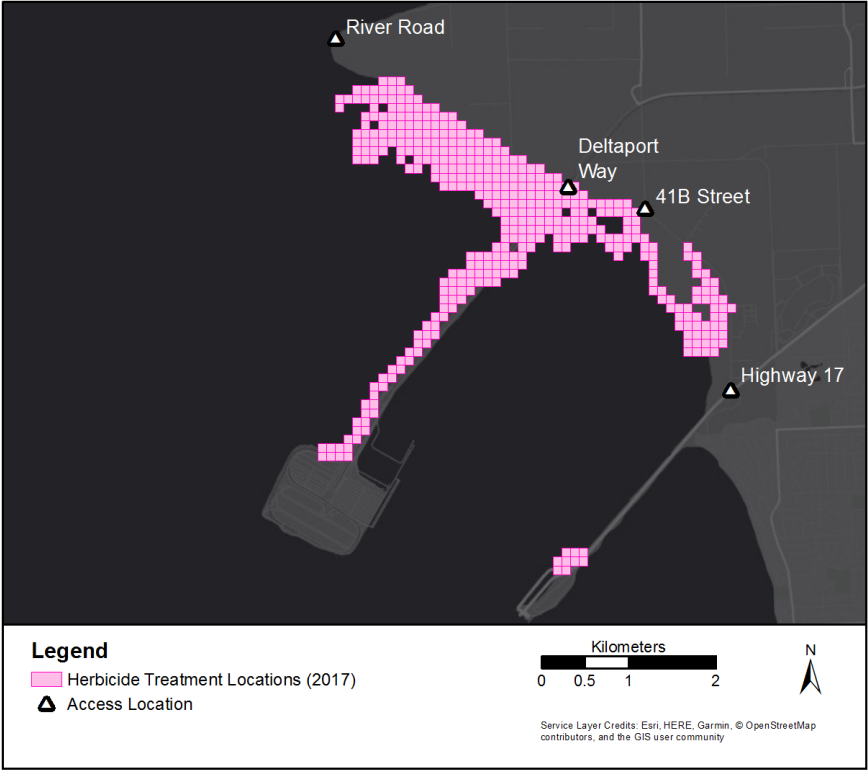 River Road
Deltaport
Way
41B Street
Highway 17
Legend
Herbicide Treatment Locations (2017)
Access Location
Kilometers
0 0.5 1 2
N
Service Layer Credits: Esri, HERE, Garmin, © OpenStreetMap
contributors, and the GIS user community